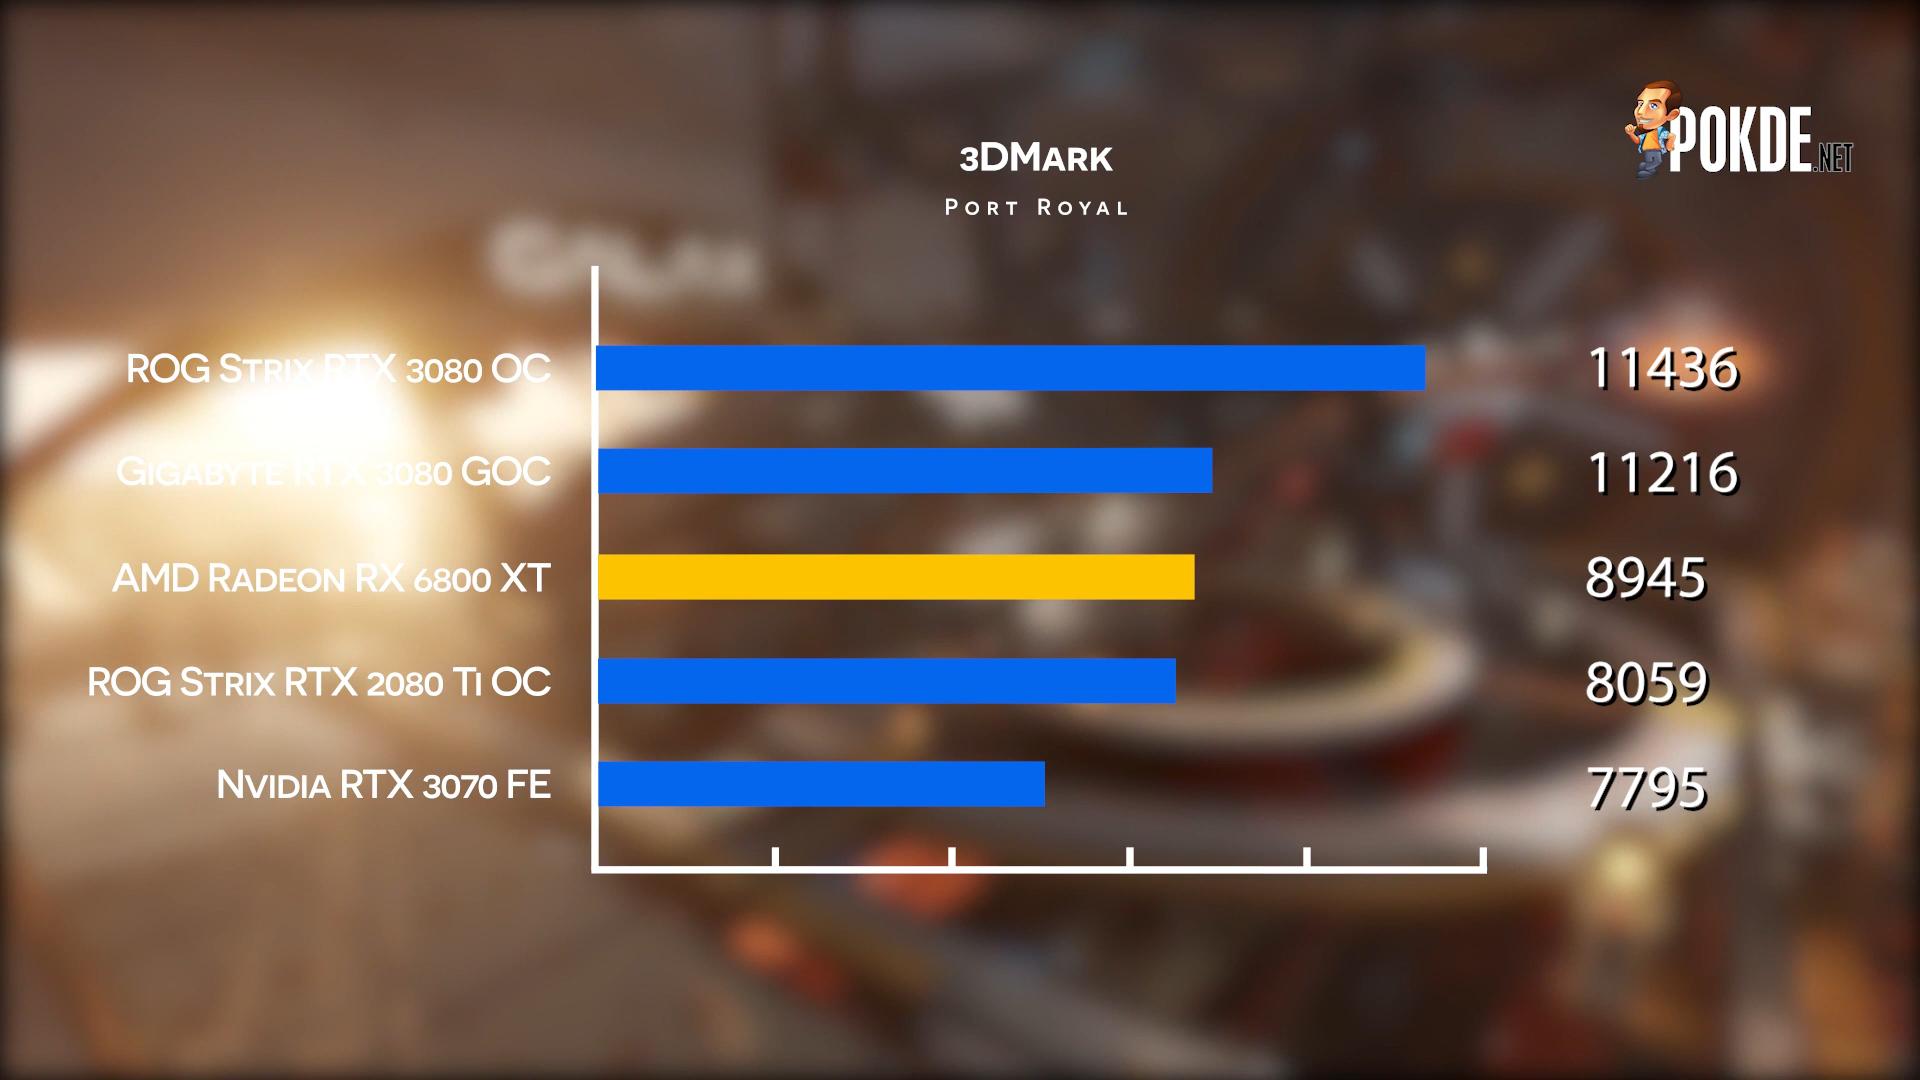 POKDE.NET
3DMARK
PORT ROYAL
ROG STRIX RTX 3080 OC 11436
GIGABYTE RTX 3080 GOC 11216
AMD RADEON RX 6800 XT 8945
ROG STRIX RTX 2080 TI OC 8059
NVIDIA RTX 3070 FE 7795